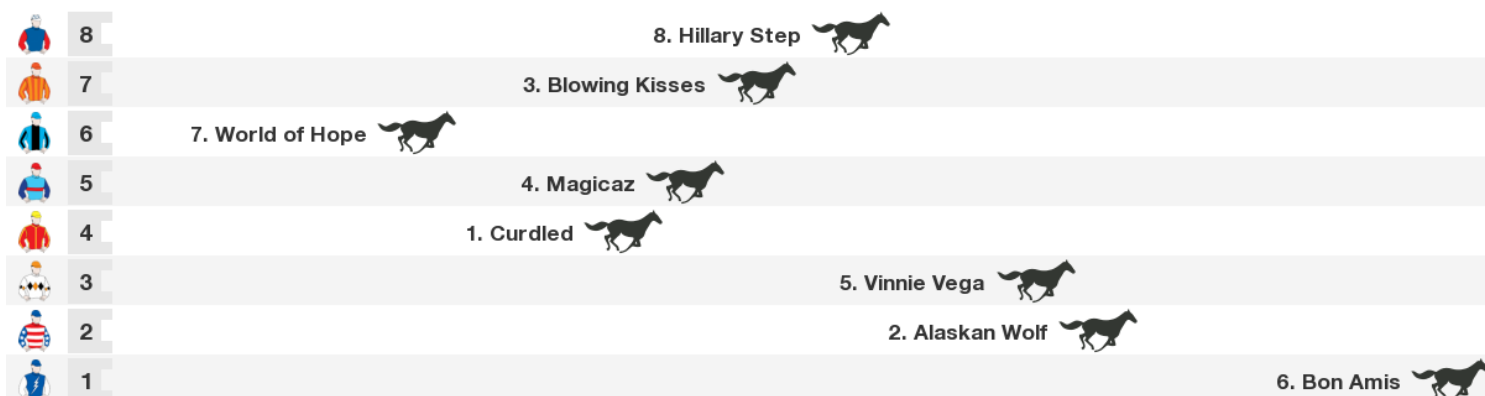 8 8. Hillary Step
7 3. Blowing Kisses
6 7. World of Hope
5 4. Magicaz
4 1. Curdled
3 5. Vinnie Vega
2 2. Alaskan Wolf
1 6. Bon Amis